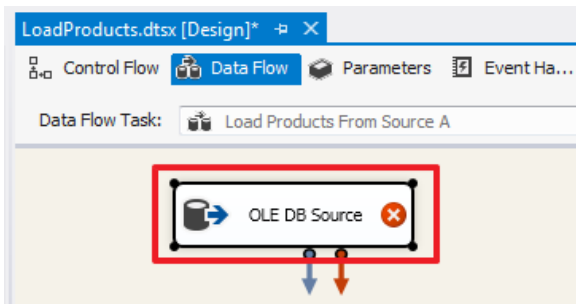 LoadProducts.dtsx [Design]*
Control Flow Data Flow Parameters Event Ha...
Data Flow Task: Load Products From Source A
OLE DB Source